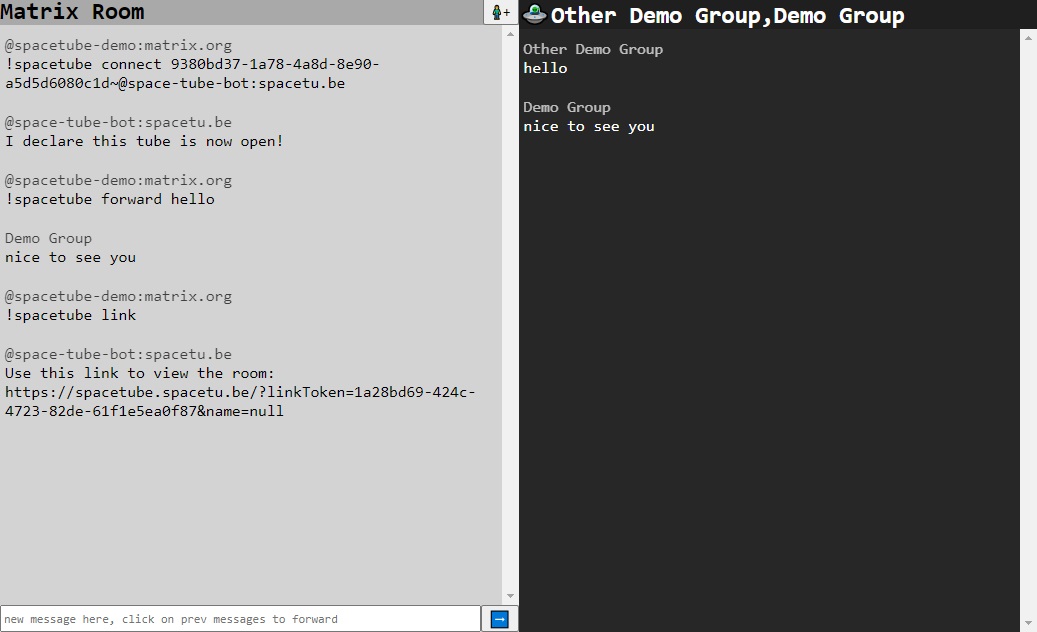 Matrix Room
+
@spacetube-demo:matrix.org
!spacetube connect 9380bd37-1a78-4a8d-8e90-
a5d5d6080c1d~@space-tube-bot:spacetu.be
@space-tube-bot:spacetu.be
I declare this tube is now open!
@spacetube-demo:matrix.org
!spacetube forward hello
Demo Group
nice to see you
@spacetube-demo:matrix.org
!spacetube link
@space-tube-bot:spacetu.be
Use this link to view the room:
https://spacetube.spacetu.be/?linkToken=1a28bd69-424c-
4723-82de-61f1e5ea0f87&name=null
new message here, click on prev messages to forward
Other Demo Group,Demo Group
Other Demo Group
hello
Demo Group
nice to see you